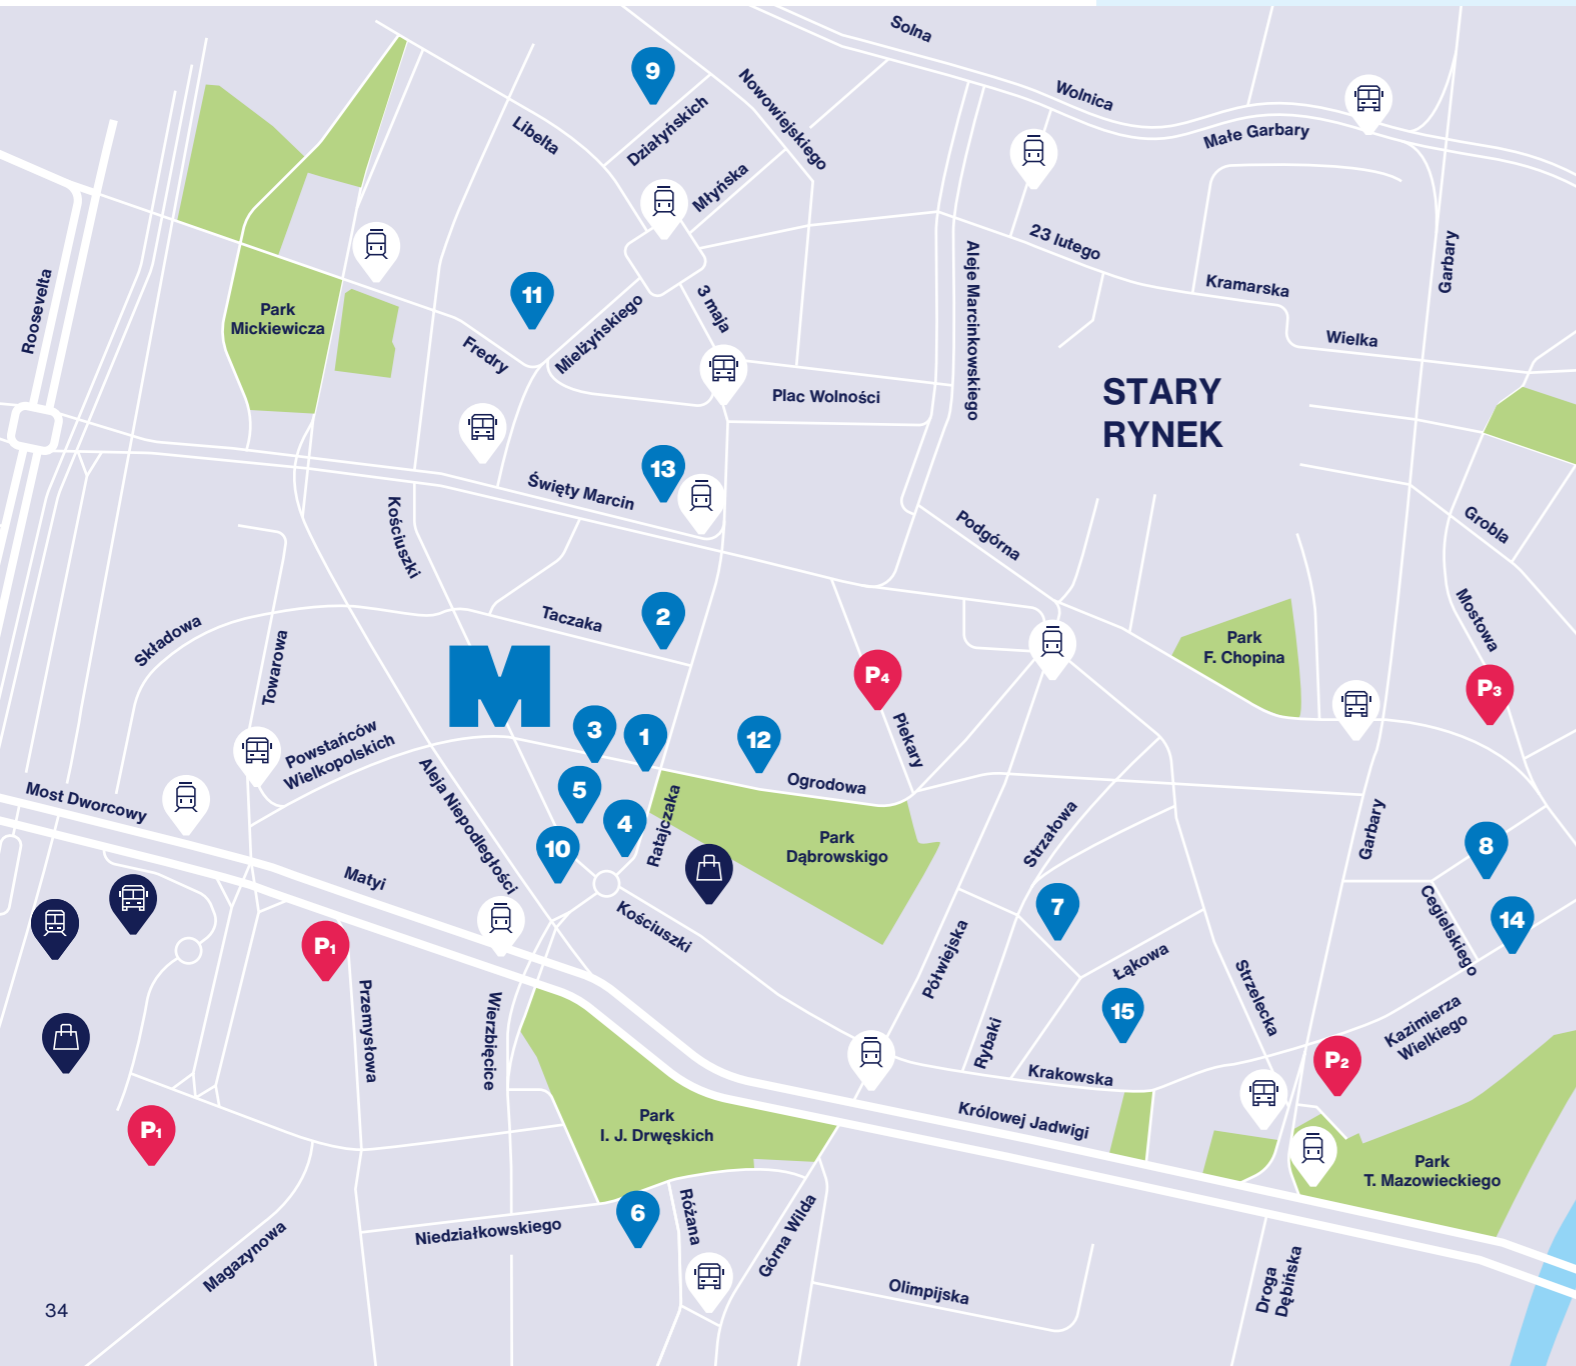 Solna
9
Nowowiejskiego
Wolnica
Libelta
Działyńskich
Małe Garbary
Młyńska
23 lutego
Garbary
Aleje Marcinkowskiego
Roosevelta
Park
Mickiewicza
11
3 maja
Kramarska
Mielżyńskiego
Fredry
Wielka
Plac Wolności
STARY
RYNEK
13
Święty Marcin
Kościuszki
Podgórna
Grobla
Taczaka
2
Składowa
Towarowa
Mostowa
Park
F. Chopina
M
P4
P3
3
1
12
Piekary
Powstańców
Wielkopolskich
Aleja Niepodległości
5
Ogrodowa
Most Dworcowy
4
Ratajczaka
10
Park
Dąbrowskigo
Strzałowa
Garbary
8
Matyi
Kościuszki
7
Cegielskiego
14
P1
Półwiejska
Łąkowa
Strzelecka
Przemysłowa
Wierzbięcice
15
Rybaki
Kazimierza
Wielkiego
P2
Krakowska
P1
Park
I. J. Drwęskich
Królowej Jadwigi
Park
T. Mazowieckiego
6
Różana
Niedziałkowskiego
Górna Wilda
Magazynowa
Olimpijska
Droga
Dębińska
34